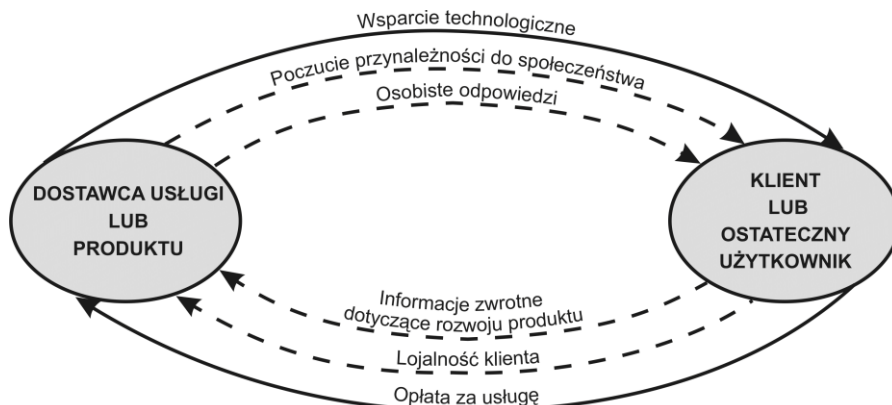 Wsparcie technologiczne
Poczucie przynależności do społeczeństwa
Osobiste odpowiedzi
DOSTAWCA USŁUGI
LUB
PRODUKTU
KLIENT
LUB
OSTATECZNY
UŻYTKOWNIK
Informacje zwrotne
dotyczące rozwoju produktu
Lojalność klienta
Opłata za usługę